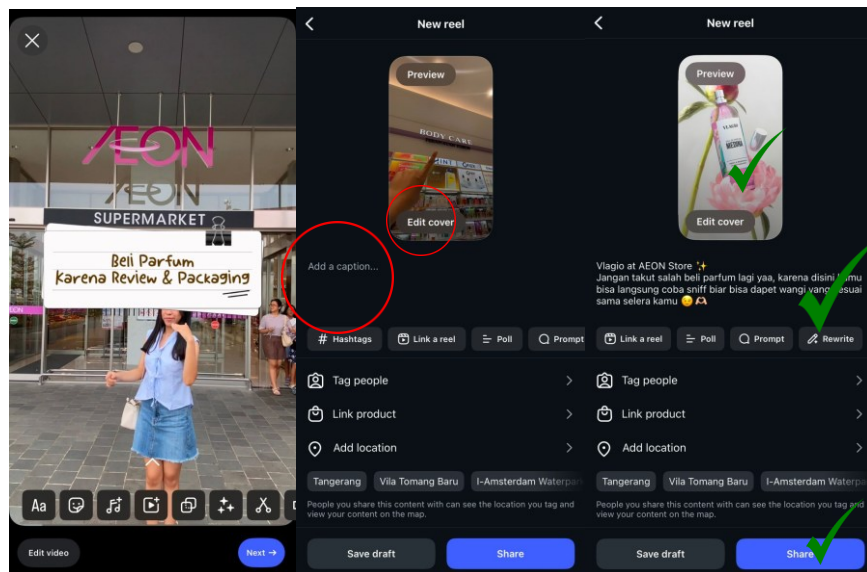 ÆON
ÆON
SUPERMARKET
Beli Parfum
Karena Review & Packaging
Aa
Edit video
Next →
New reel
Preview
BODY CARE
Edit cover
Add a caption...
# Hashtags
Link a reel
Poll
Prompt
Tag people
Link product
Add location
Tangerang
Vila Tomang Baru
I-Amsterdam Waterpar
People you share this content with can see the location you tag and
view your content on the map.
Save draft
Share
New reel
Preview
Edit cover
Vlagio at AEON Store
Jangan takut salah beli parfum lagi yaa, karena disini kamu
bisa langsung coba sniff biar bisa dapet wangi yang sesuai
sama selera kamu
Link a reel
Poll
Prompt
Rewrite
Tag people
Link product
Add location
Tangerang
Vila Tomang Baru
I-Amsterdam Waterpa
People you share this content with can see the location you tag and
view your content on the map.
Save draft
Share